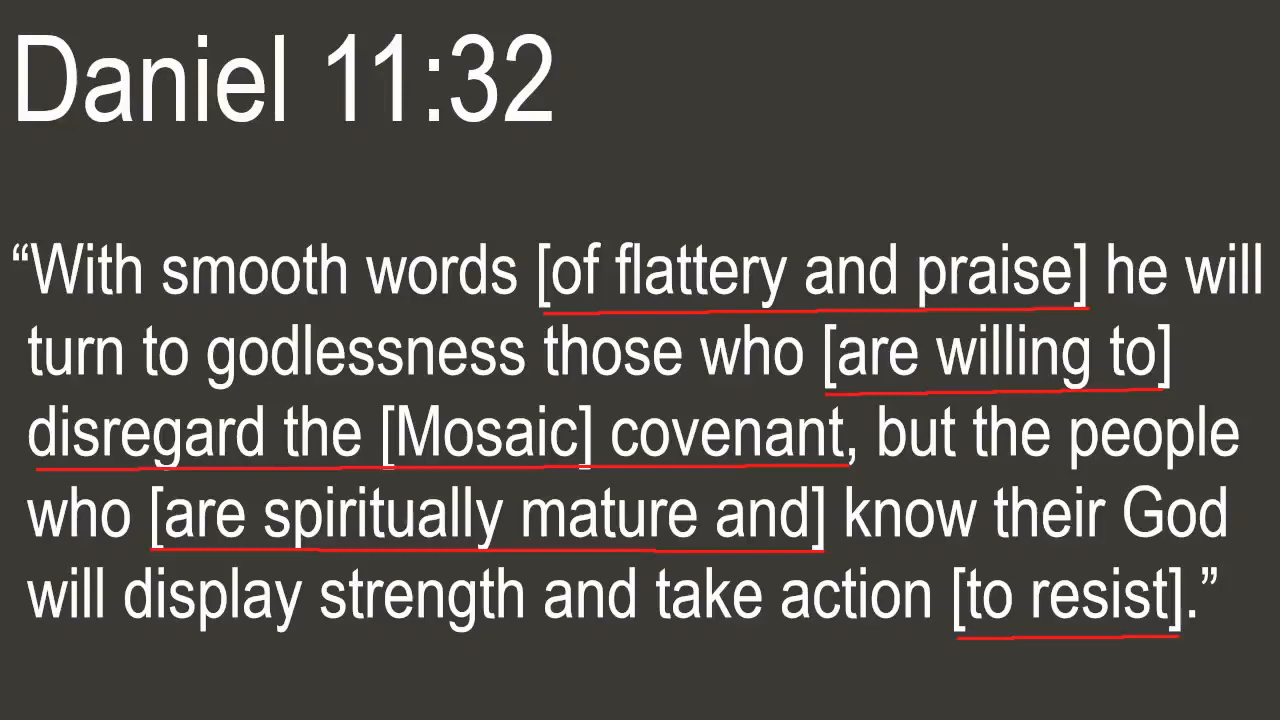 Daniel 11:32
“With smooth words [of flattery and praise] he will
turn to godlessness those who [are willing to]
disregard the [Mosaic] covenant, but the people
who [are spiritually mature and] know their God
will display strength and take action [to resist].”